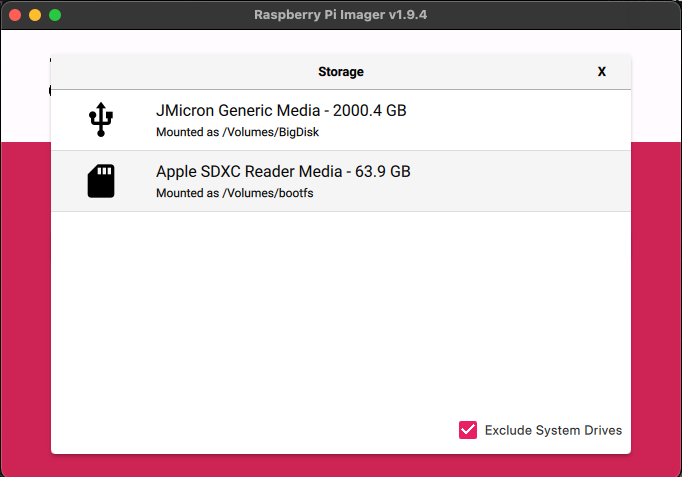 Raspberry Pi Imager v1.9.4
Storage
X
JMicron Generic Media - 2000.4 GB
Mounted as /Volumes/BigDisk
Apple SDXC Reader Media - 63.9 GB
Mounted as /Volumes/bootfs
Exclude System Drives